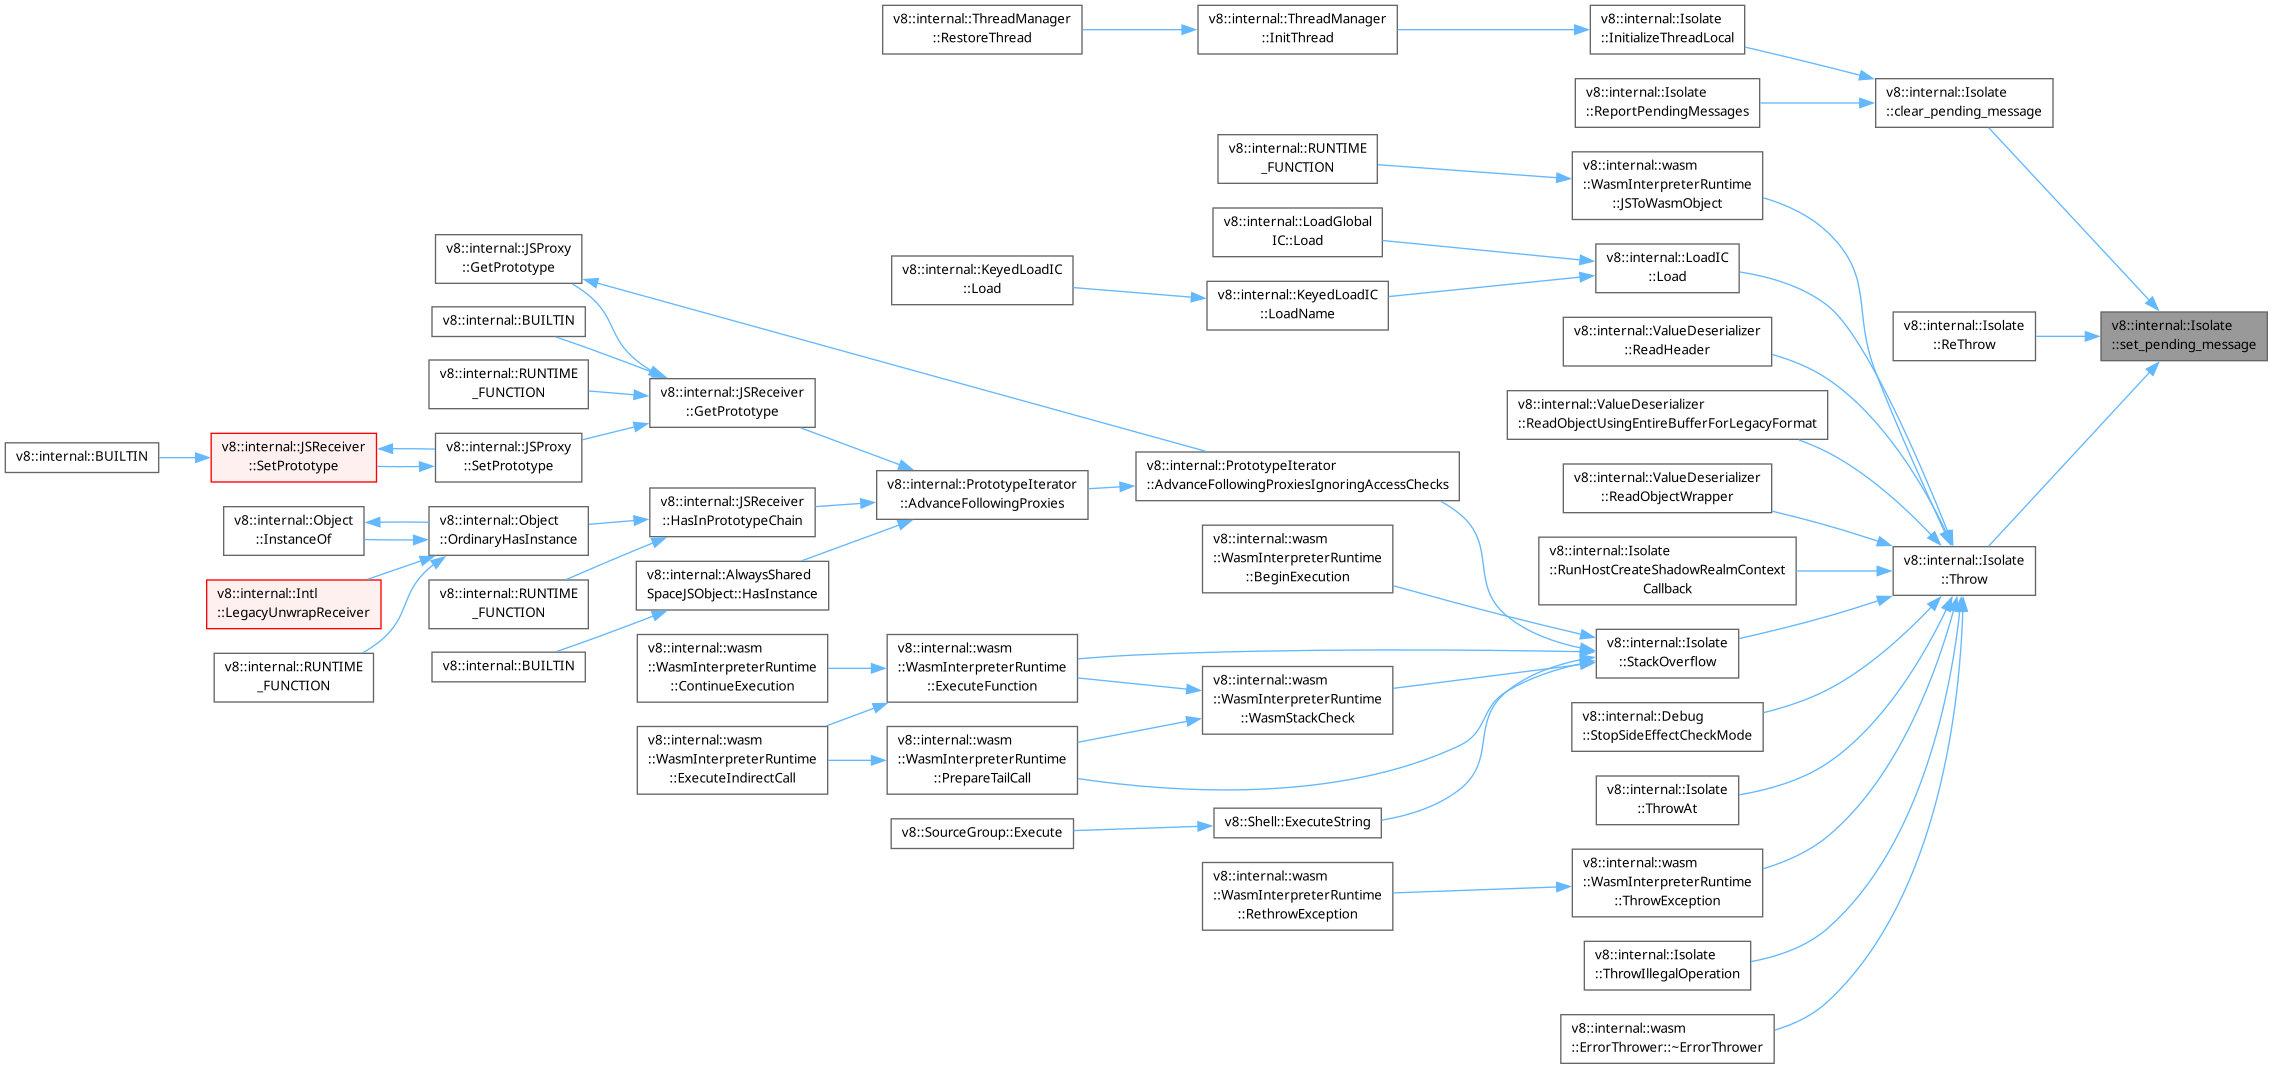 v8::internal::ThreadManager
::RestoreThread
v8::internal::ThreadManager
::InitThread
v8::internal::Isolate
::InitializeThreadLocal
v8::internal::Isolate
::ReportPendingMessages
v8::internal::Isolate
::clear_pending_message
v8::internal::RUNTIME
_FUNCTION
v8::internal::wasm
::WasmInterpreterRuntime
::JSToWasmObject
v8::internal::LoadGlobal
IC::Load
v8::internal::JSProxy
::GetPrototype
v8::internal::KeyedLoadIC
::Load
v8::internal::LoadIC
::Load
v8::internal::KeyedLoadIC
::LoadName
v8::internal::BUILTIN
v8::internal::ValueDeserializer
::ReadHeader
v8::internal::Isolate
::ReThrow
v8::internal::Isolate
::set_pending_message
v8::internal::RUNTIME
_FUNCTION
v8::internal::JSReceiver
::GetPrototype
v8::internal::ValueDeserializer
::ReadObjectUsingEntireBufferForLegacyFormat
v8::internal::BUILTIN
v8::internal::JSReceiver
::SetPrototype
v8::internal::JSProxy
::SetPrototype
v8::internal::PrototypeIterator
::AdvanceFollowingProxies
v8::internal::PrototypeIterator
::AdvanceFollowingProxiesIgnoringAccessChecks
v8::internal::ValueDeserializer
::ReadObjectWrapper
v8::internal::Object
::InstanceOf
v8::internal::Object
::OrdinaryHasInstance
v8::internal::JSReceiver
::HasInPrototypeChain
v8::internal::wasm
::WasmInterpreterRuntime
::BeginExecution
v8::internal::Isolate
::RunHostCreateShadowRealmContext
Callback
v8::internal::Isolate
::Throw
v8::internal::Intl
::LegacyUnwrapReceiver
v8::internal::RUNTIME
_FUNCTION
v8::internal::AlwaysShared
SpaceJSObject::HasInstance
v8::internal::RUNTIME
_FUNCTION
v8::internal::BUILTIN
v8::internal::wasm
::WasmInterpreterRuntime
::ContinueExecution
v8::internal::wasm
::WasmInterpreterRuntime
::ExecuteFunction
v8::internal::wasm
::WasmInterpreterRuntime
::WasmStackCheck
v8::internal::Isolate
::StackOverflow
v8::internal::wasm
::WasmInterpreterRuntime
::ExecuteIndirectCall
v8::internal::wasm
::WasmInterpreterRuntime
::PrepareTailCall
v8::internal::Debug
::StopSideEffectCheckMode
v8::internal::Isolate
::ThrowAt
v8::SourceGroup::Execute
v8::Shell::ExecuteString
v8::internal::wasm
::WasmInterpreterRuntime
::RethrowException
v8::internal::wasm
::WasmInterpreterRuntime
::ThrowException
v8::internal::Isolate
::ThrowIllegalOperation
v8::internal::wasm
::ErrorThrower::~ErrorThrower